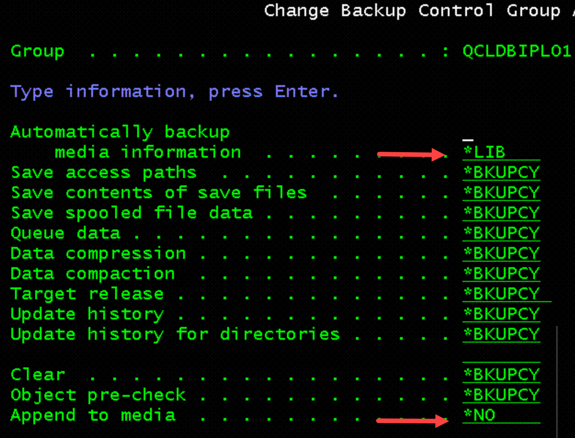 Change Backup Control Group A
Group . . . . . . . . . . . . . . . . : QCLDBIPL01
Type information, press Enter.
Automatically backup
media information . . . . . . . *LIB
Save access paths . . . . . . . . . . . . *BKUPCY
Save contents of save files . . . . . . . *BKUPCY
Save spooled file data . . . . . . . . . *BKUPCY
Queue data . . . . . . . . . . . . . . . *BKUPCY
Data compression . . . . . . . . . . . . *BKUPCY
Data compaction . . . . . . . . . . . . *BKUPCY
Target release . . . . . . . . . . . . . *BKUPCY
Update history . . . . . . . . . . . . . *BKUPCY
Update history for directories . . . . . *BKUPCY
Clear . . . . . . . . . . . . . . . . . *BKUPCY
Object pre-check . . . . . . . . . . . . *BKUPCY
Append to media . . . . . . . . . . *NO